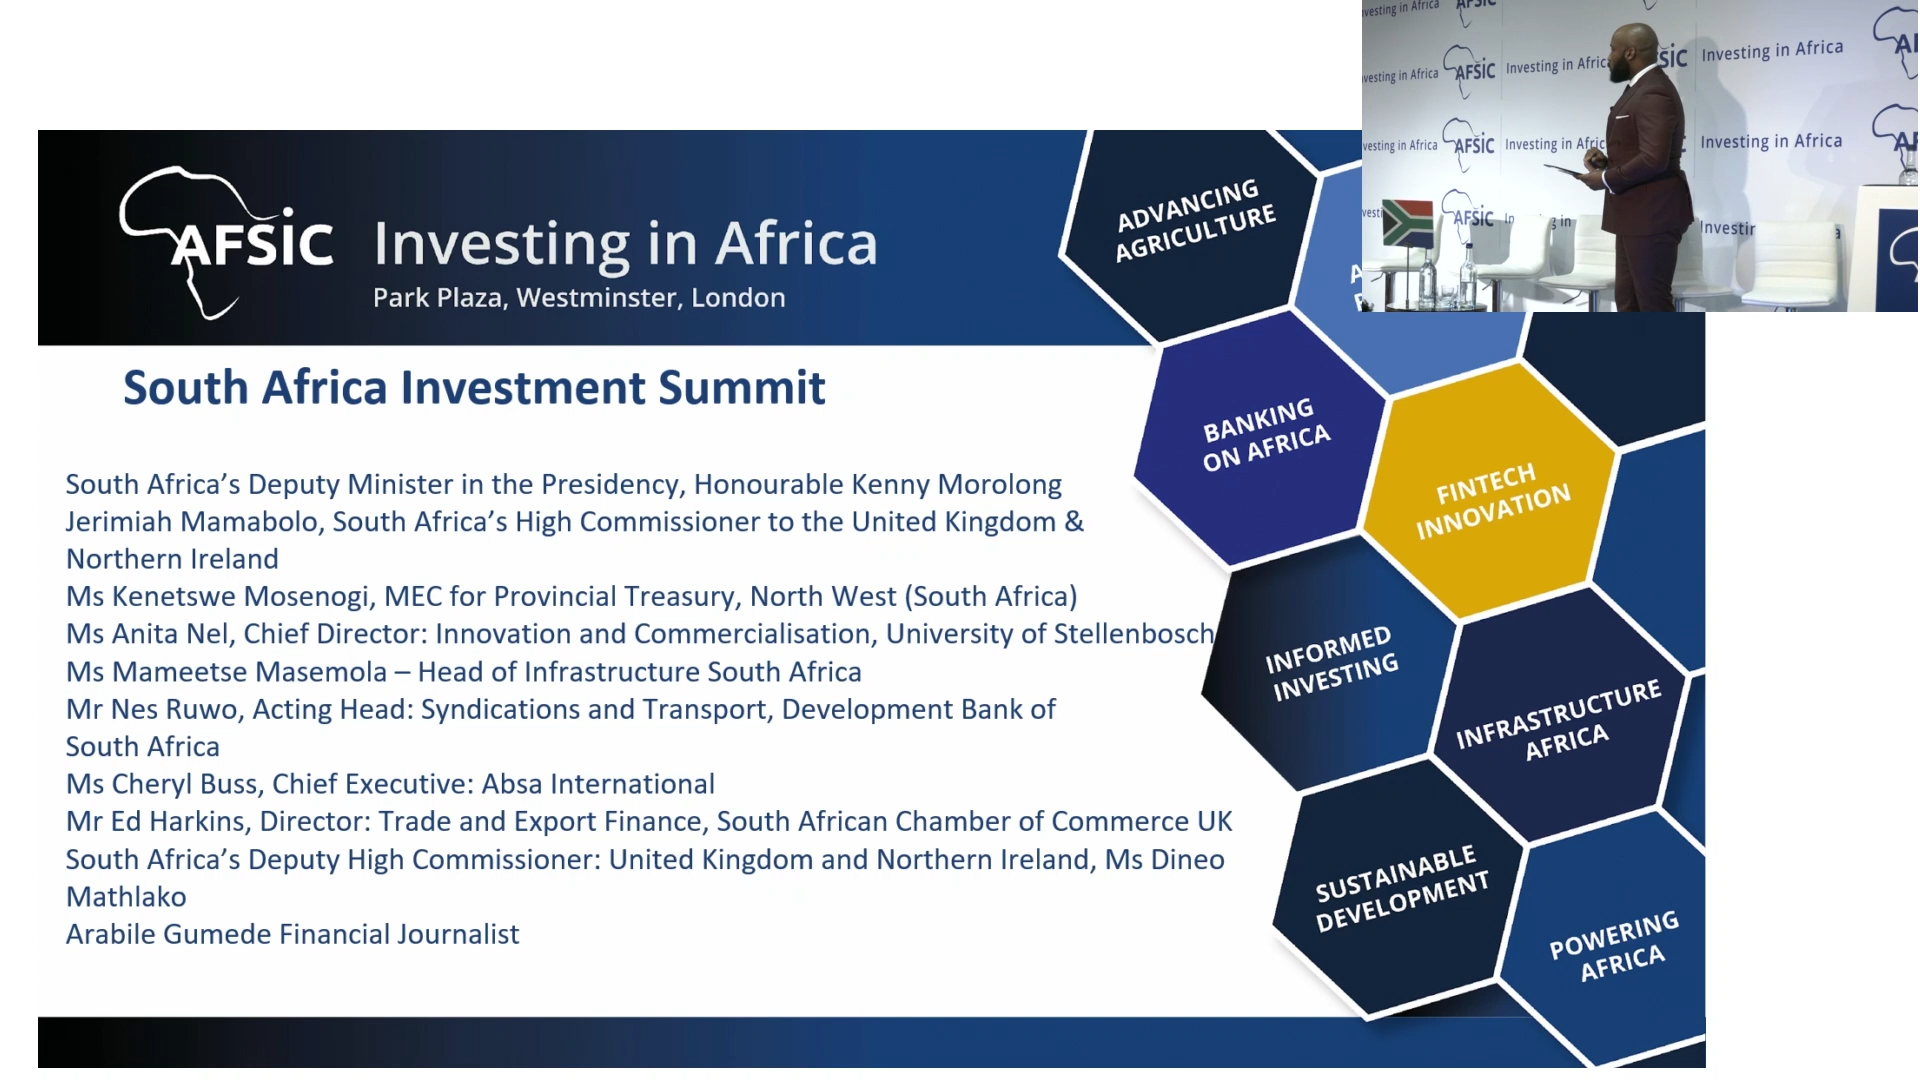 AFSIC
Investing in Africa
Park Plaza, Westminster, London
South Africa Investment Summit
South Africa's Deputy Minister in the Presidency, Honourable Kenny Morolong
Jerimiah Mamabolo, South Africa's High Commissioner to the United Kingdom &
Northern Ireland
Ms Kenetswe Mosenogi, MEC for Provincial Treasury, North West (South Africa)
Ms Anita Nel, Chief Director: Innovation and Commercialisation, University of Stellenbosch
Ms Mameetse Masemola – Head of Infrastructure South Africa
Mr Nes Ruwo, Acting Head: Syndications and Transport, Development Bank of
South Africa
Ms Cheryl Buss, Chief Executive: Absa International
Mr Ed Harkins, Director: Trade and Export Finance, South African Chamber of Commerce UK
South Africa's Deputy High Commissioner: United Kingdom and Northern Ireland, Ms Dineo
Mathlako
Arabile Gumede Financial Journalist
ADVANCING
AGRICULTURE
BANKING
ON AFRICA
FINTECH
INNOVATION
INFORMED
INVESTING
INFRASTRUCTURE
AFRICA
SUSTAINABLE
DEVELOPMENT
POWERING
AFRICA
AFSIC
Investing in Africa
AFSIC Investing in Africa
AFSIC
Investing in Africa
AFSIC